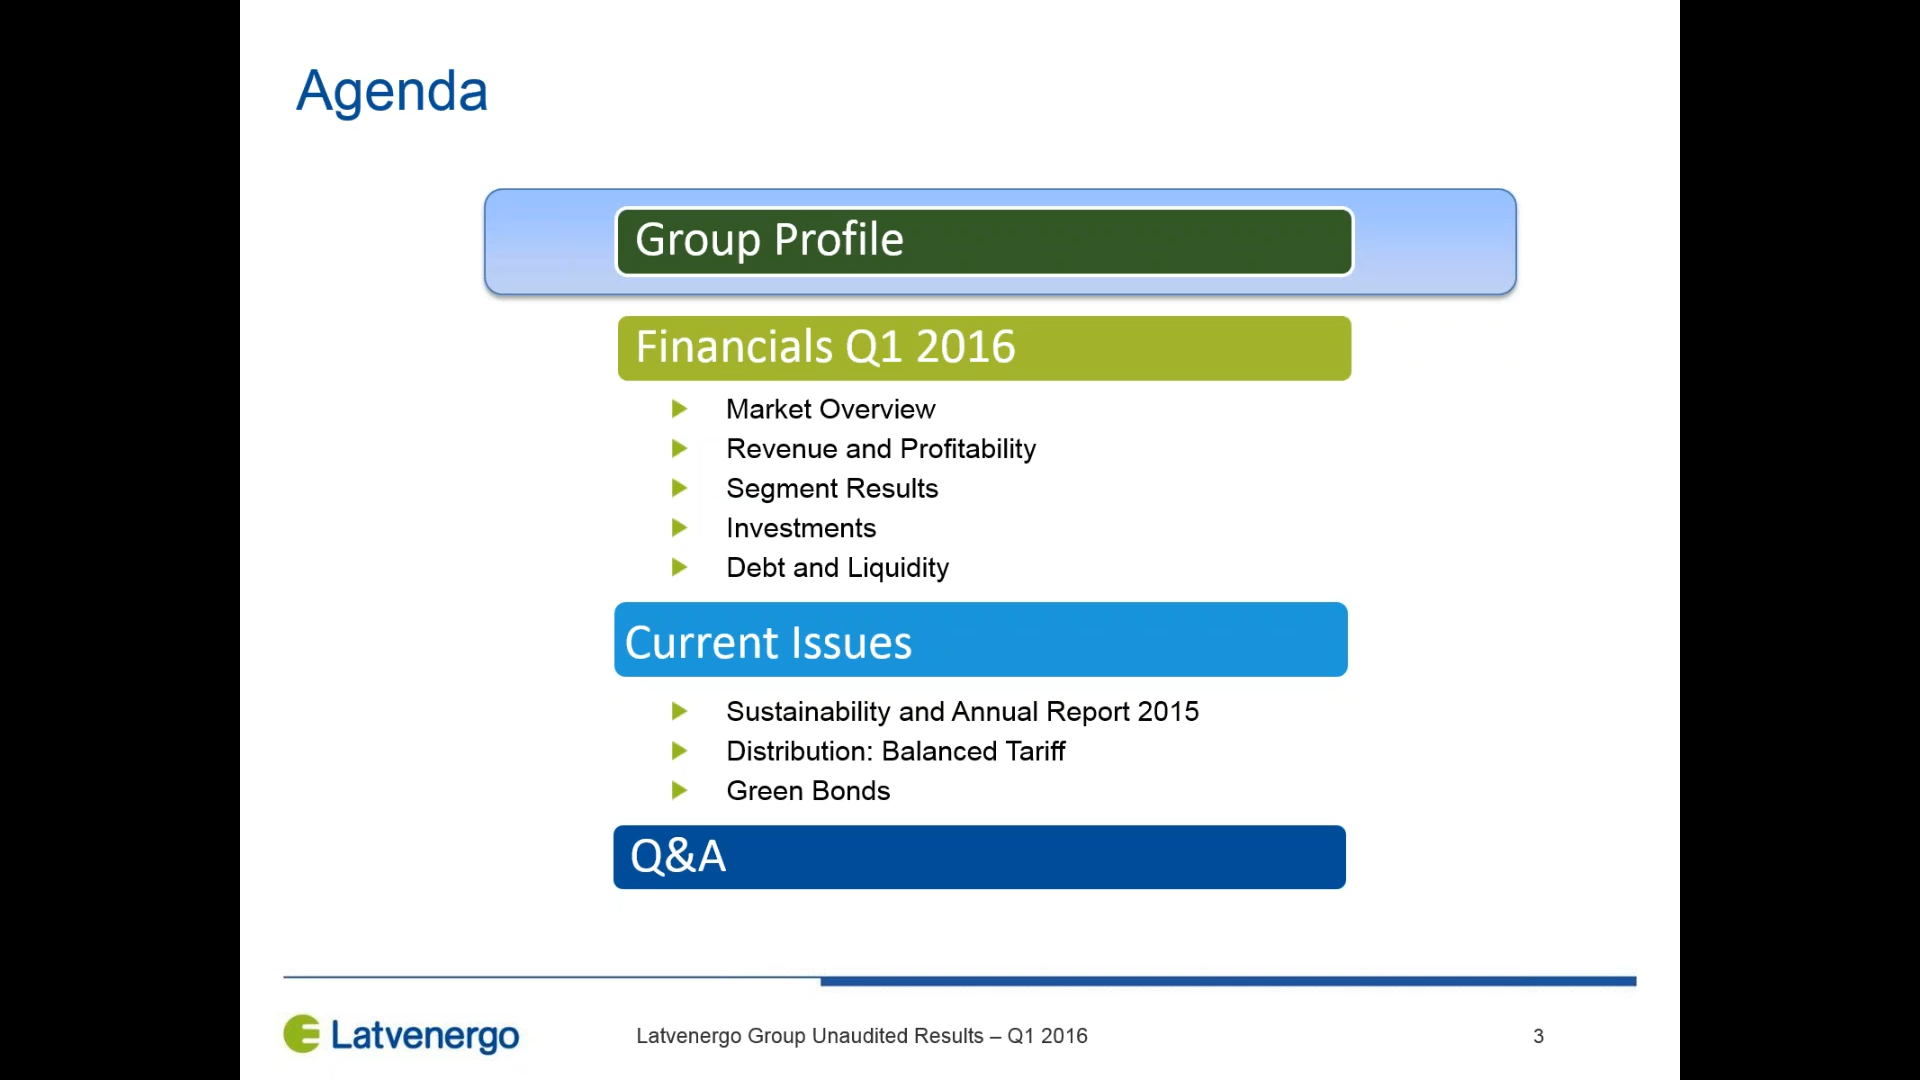 Agenda
Group Profile
Financials Q1 2016
Market Overview
Revenue and Profitability
Segment Results
Investments
Debt and Liquidity
Current Issues
Sustainability and Annual Report 2015
Distribution: Balanced Tariff
Green Bonds
Q&A
Latvenergo
Latvenergo Group Unaudited Results – Q1 2016
3